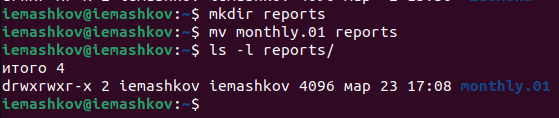 iemashkov@iemashkov:~$ mkdir reports
iemashkov@iemashkov:~$ mv monthly.01 reports
iemashkov@iemashkov:~$ ls -l reports/
итого 4
drwxrwxr-x 2 iemashkov iemashkov 4096 мар 23 17:08 monthly.01
iemashkov@iemashkov:~$